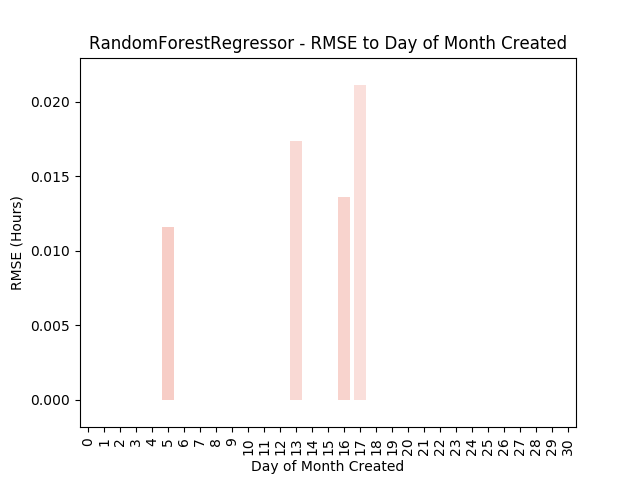 RandomForestRegressor - RMSE to Day of Month Created
0.020
0.015
0.010
0.005
0.000
RMSE (Hours)
0 1 2 3 4 5 6 7 8 9 10 11 12 13 14 15 16 17 18 19 20 21 22 23 24 25 26 27 28 29 30
Day of Month Created